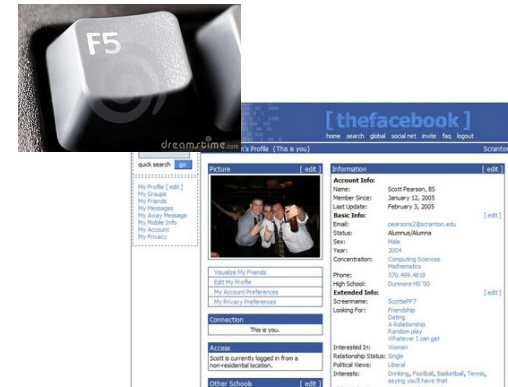 F5
dreamstime.com
[ thefacebook ]
home search global social net invite faq logout
n's Profile (This is you)
Scranton
quick search go
My Profile [ edit ]
My Groups
My Friends
My Messages
My Away Message
My Mobile Info
My Account
My Privacy
Picture [ edit ]
Visualize My Friends
Edit My Profile
My Account Preferences
My Privacy Preferences
Connection
This is you.
Access
Scott is currently logged in from a
non-residential location.
Other Schools [ edit ]
Information [ edit ]
Account Info:
Name: Scott Pearson, BS
Member Since: January 12, 2005
Last Update: February 3, 2005
Basic Info: [ edit ]
Email: pearsons2@scranton.edu
Status: Alumnus/Alumna
Sex: Male
Year: 2004
Concentration: Computing Sciences
Mathematics
Phone: 570.499.4818
High School: Dunmore HS '00
Extended Info: [ edit ]
Screenname: ScottiePP7
Looking For: Friendship
Dating
A Relationship
Random play
Whatever I can get
Interested In: Women
Relationship Status: Single
Political Views: Liberal
Interests: Drinking, Football, Basketball, Tennis,
saying you'll have that